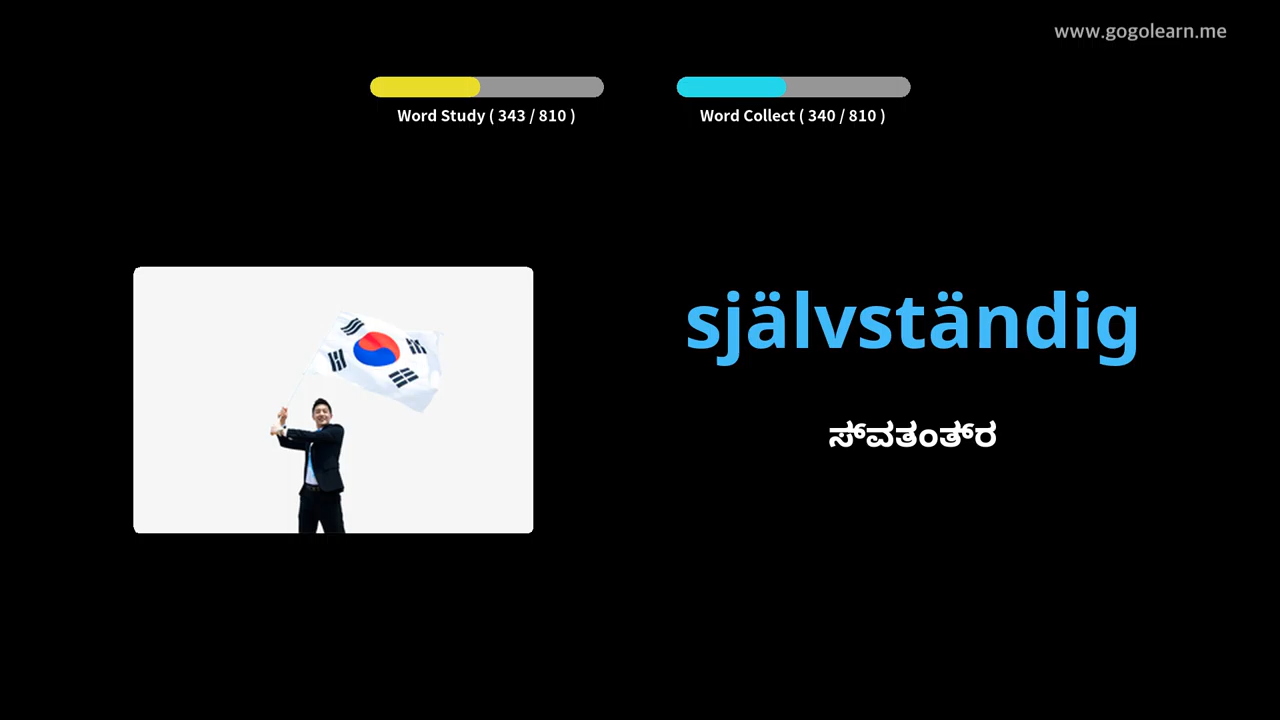 www.gogolearn.me
Word Study ( 343 / 810 )
Word Collect ( 340 / 810 )
självständig
ಸ್‌ವತಂತ್‌ರ